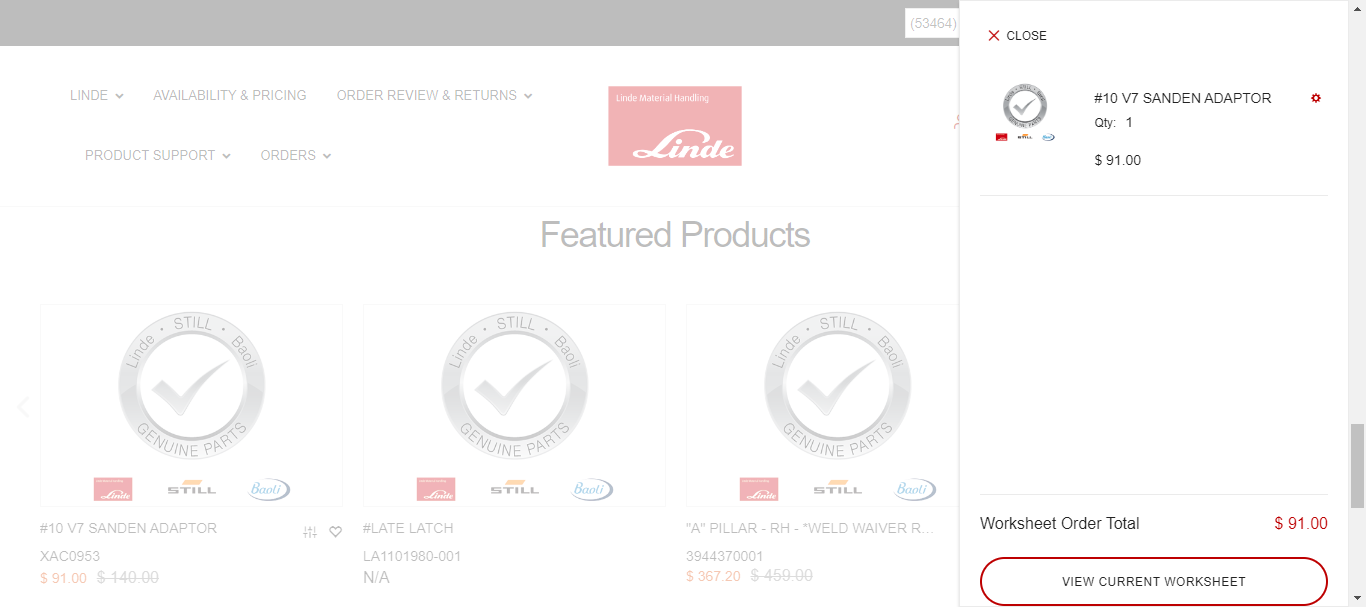 (53464)
CLOSE
LINDE
AVAILABILITY & PRICING
ORDER REVIEW & RETURNS
PRODUCT SUPPORT
ORDERS
Linde Material Handling
Linde
#10 V7 SANDEN ADAPTOR
Qty: 1
$ 91.00
Featured Products
Linde • STILL • Baoli
GENUINE PARTS
Linde
STILL
Baoli
#10 V7 SANDEN ADAPTOR
XAC0953
$ 91.00 $ 140.00
Linde • STILL • Baoli
GENUINE PARTS
Linde
STILL
Baoli
#LATE LATCH
LA1101980-001
N/A
Linde • STILL • Baoli
GENUINE PARTS
Linde
STILL
Baoli
"A" PILLAR - RH - *WELD WAIVER R...
3944370001
$ 367.20 $ 459.00
Worksheet Order Total
$ 91.00
VIEW CURRENT WORKSHEET